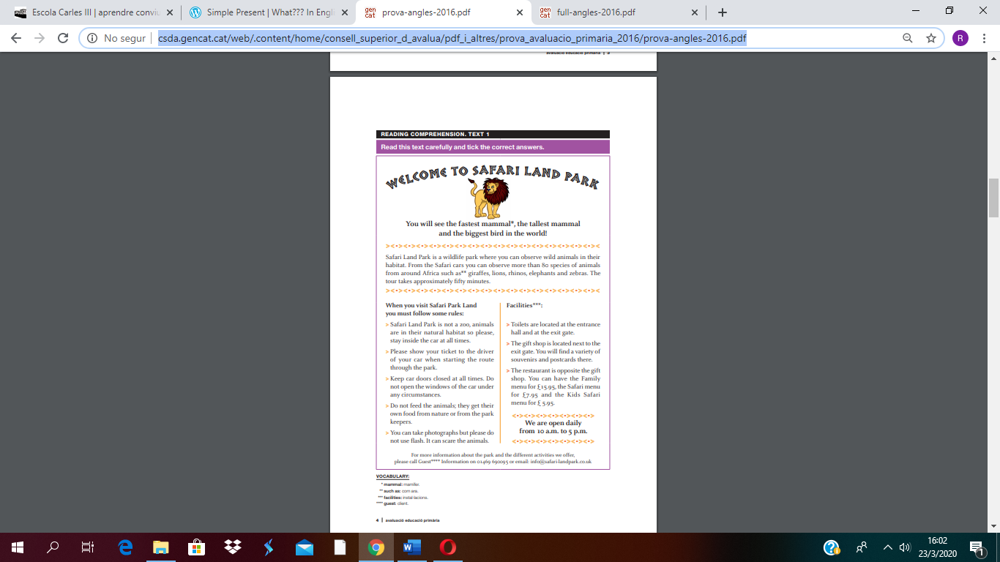 Escola Carles III | aprendre conviu
Simple Present | What??? In Engli
prova-angles-2016.pdf
full-angles-2016.pdf
No segur
csda.gencat.cat/web/.content/home/consell_superior_d_avalua/pdf_i_altres/prova_avaluacio_primaria_2016/prova-angles-2016.pdf
R
avaluació educació primària | 3
READING COMPREHENSION. TEXT 1
Read this text carefully and tick the correct answers.
WELCOME TO SAFARI LAND PARK
You will see the fastest mammal*, the tallest mammal
and the biggest bird in the world!
Safari Land Park is a wildlife park where you can observe wild animals in their
habitat. From the Safari cars you can observe more than 80 species of animals
from around Africa such as** giraffes, lions, rhinos, elephants and zebras. The
tour takes approximately fifty minutes.
When you visit Safari Park Land
you must follow some rules:
> Safari Land Park is not a zoo, animals
are in their natural habitat so please,
stay inside the car at all times.
> Please show your ticket to the driver
of your car when starting the route
through the park.
> Keep car doors closed at all times. Do
not open the windows of the car under
any circumstances.
> Do not feed the animals; they get their
own food from nature or from the park
keepers.
> You can take photographs but please do
not use flash. It can scare the animals.
Facilities***:
> Toilets are located at the entrance
hall and at the exit gate.
> The gift shop is located next to the
exit gate. You will find a variety of
souvenirs and postcards there.
> The restaurant is opposite the gift
shop. You can have the Family
menu for £15.95, the Safari menu
for £7.95 and the Kids Safari
menu for £ 5.95.
We are open daily
from 10 a.m. to 5 p.m.
For more information about the park and the different activities we offer,
please call Guest**** Information on 01469 690095 or email: info@safari-landpark.co.uk
VOCABULARY:
* mammal: mamífer.
** such as: com ara.
*** facilities: instal·lacions.
**** guest: client.
4 | avaluació educació primària
16:02
23/3/2020
1